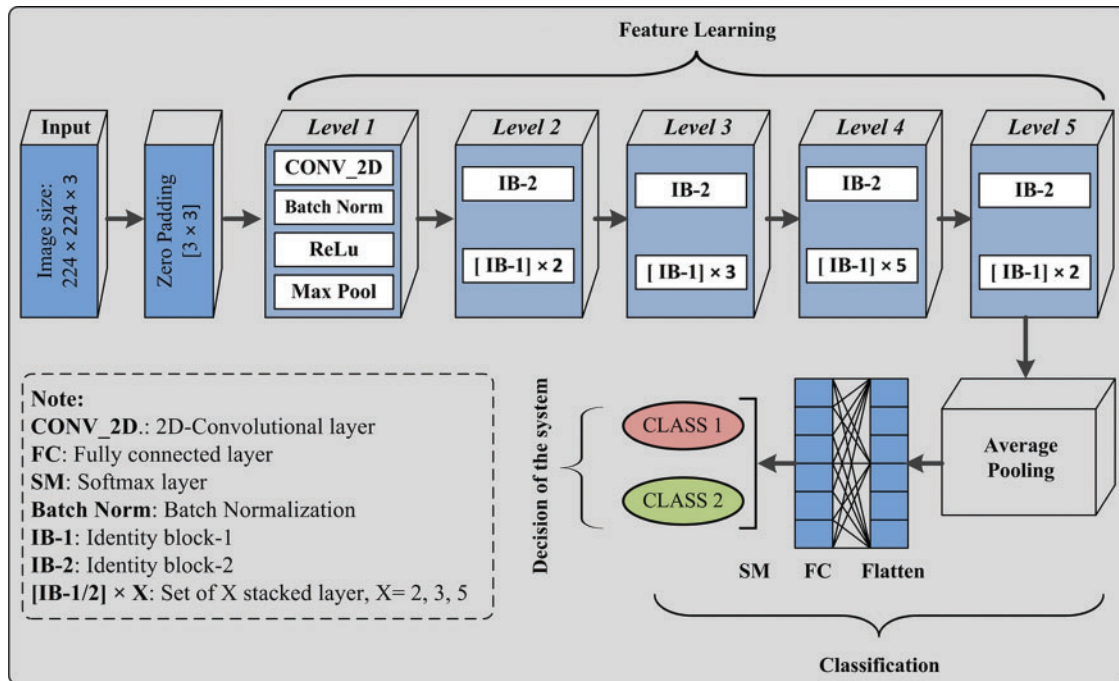 Feature Learning
Input
Image size:
224 × 224 × 3
Zero Padding
[3 × 3]
Level 1
CONV_2D
Batch Norm
ReLu
Max Pool
Level 2
IB-2
[ IB-1] × 2
Level 3
IB-2
[ IB-1] × 3
Level 4
IB-2
[ IB-1] × 5
Level 5
IB-2
[ IB-1] × 2
Note:
CONV_2D.: 2D-Convolutional layer
FC: Fully connected layer
SM: Softmax layer
Batch Norm: Batch Normalization
IB-1: Identity block-1
IB-2: Identity block-2
[IB-1/2] × X: Set of X stacked layer, X= 2, 3, 5
Decision of the system
CLASS 1
CLASS 2
SM
FC
Flatten
Average
Pooling
Classification